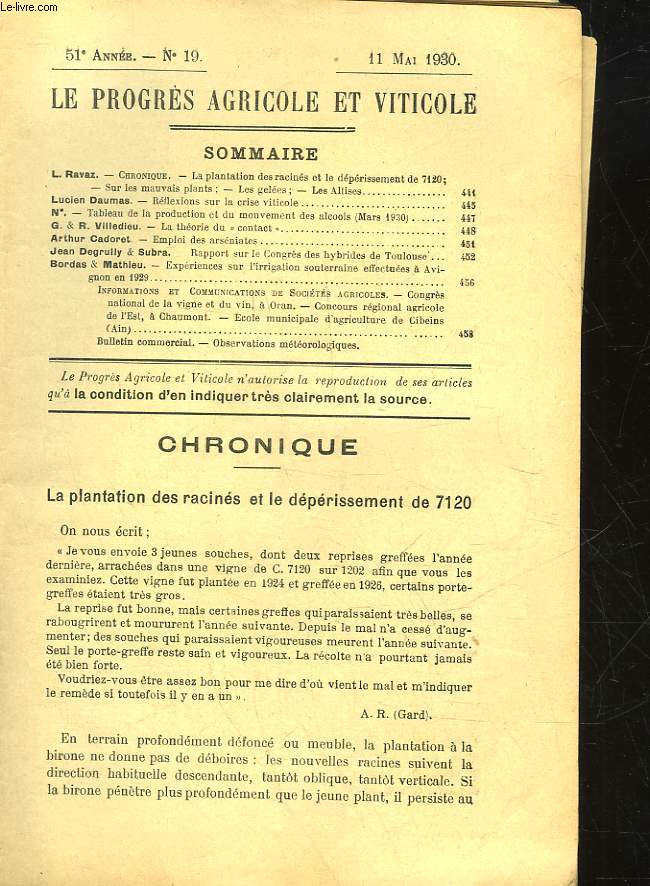 Le-livre.com
51e ANNÉE. — N° 19.
11 MAI 1930.
LE PROGRÈS AGRICOLE ET VITICOLE
SOMMAIRE
L. Ravaz. — CHRONIQUE. — La plantation des racinés et le dépérissement de 7120;
— Sur les mauvais plants ; — Les gelées ; — Les Altises.................. 441
Lucien Daumas. — Réflexions sur la crise viticole.............................. 445
N*. — Tableau de la production et du mouvement des alcools (Mars 1930)...... 447
G. & R. Villedieu. — La théorie du « contact »................................. 448
Arthur Cadoret. — Emploi des arséniates....................................... 451
Jean Degrully & Subra. Rapport sur le Congrès des hybrides de Toulouse... 452
Bordas & Mathieu. — Expériences sur l'irrigation souterraine effectuées à Avi-
gnon en 1929................................................................ 456
INFORMATIONS ET COMMUNICATIONS DE SOCIÉTÉS AGRICOLES. — Congrès
national de la vigne et du vin, à Oran. — Concours régional agricole
de l'Est, à Chaumont. — Ecole municipale d'agriculture de Cibeins
(Ain)...................................................................... 458
Bulletin commercial. — Observations météorologiques.
Le Progrès Agricole et Viticole n'autorise la reproduction de ses articles
qu'à la condition d'en indiquer très clairement la source.
CHRONIQUE
La plantation des racinés et le dépérissement de 7120
On nous écrit ;
« Je vous envoie 3 jeunes souches, dont deux reprises greffées l'année
dernière, arrachées dans une vigne de C. 7120 sur 1202 afin que vous les
examiniez. Cette vigne fut plantée en 1924 et greffée en 1926, certains porte-
greffes étaient très gros.
La reprise fut bonne, mais certaines greffes qui paraissaient très belles, se
rabougrirent et moururent l'année suivante. Depuis le mal n'a cessé d'aug-
menter ; des souches qui paraissaient vigoureuses meurent l'année suivante.
Seul le porte-greffe reste sain et vigoureux. La récolte n'a pourtant jamais
été bien forte.
Voudriez-vous être assez bon pour me dire d'où vient le mal et m'indiquer
le remède si toutefois il y en a un ».
A. R. (Gard).
En terrain profondément défoncé ou meuble, la plantation à la
birone ne donne pas de déboires : les nouvelles racines suivent la
direction habituelle descendante, tantôt oblique, tantôt verticale. Si
la birone pénètre plus profondément que le jeune plant, il persiste au
Le-livre.com